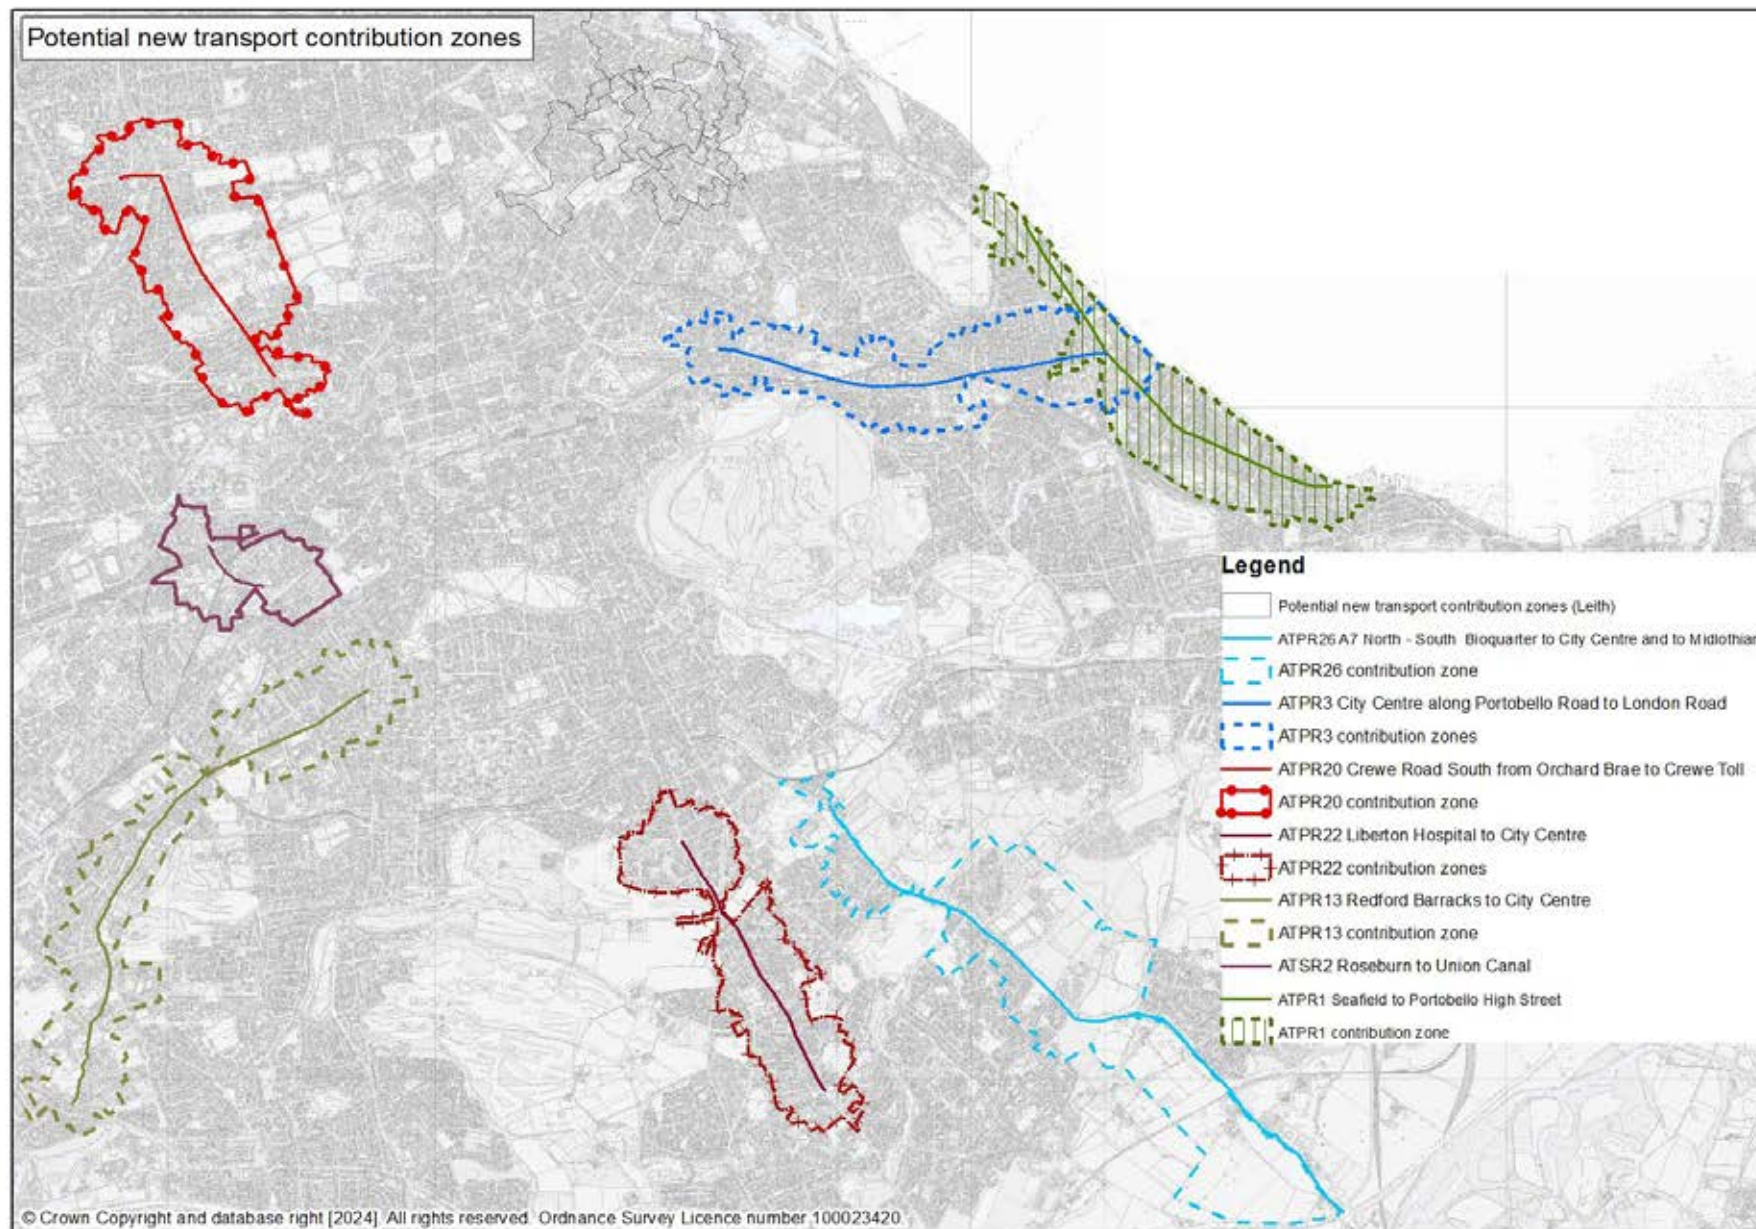 Potential new transport contribution zones
Legend
Potential new transport contribution zones (Leith)
ATPR26 A7 North - South Bioquarter to City Centre and to Midlothian
ATPR26 contribution zone
ATPR3 City Centre along Portobello Road to London Road
ATPR3 contribution zones
ATPR20 Crewe Road South from Orchard Brae to Crewe Toll
ATPR20 contribution zone
ATPR22 Liberton Hospital to City Centre
ATPR22 contribution zones
ATPR13 Redford Barracks to City Centre
ATPR13 contribution zone
ATSR2 Roseburn to Union Canal
ATPR1 Seafield to Portobello High Street
ATPR1 contribution zone
© Crown Copyright and database right [2024]. All rights reserved. Ordnance Survey Licence number 100023420